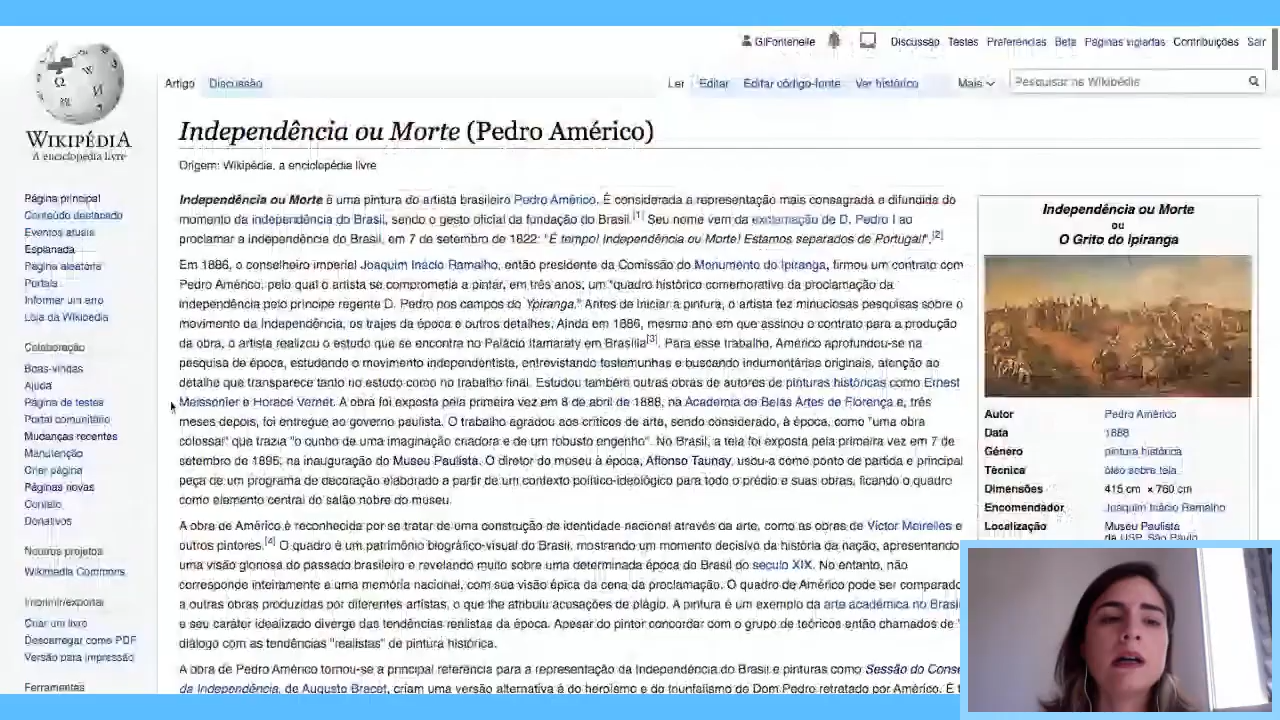 GiFontenelle Discussão Testes Preferências Beta Páginas vigiadas Contribuições Sair
Artigo Discussão Ler Editar Editar código-fonte Ver histórico Mais Pesquisar na Wikipédia
WIKIPÉDIA
A enciclopédia livre
Independência ou Morte (Pedro Américo)
Origem: Wikipédia, a enciclopédia livre
Página principal
Conteúdo destacado
Eventos atuais
Esplanada
Página aleatória
Portais
Informar um erro
Loja da Wikipédia
Colaboração
Boas-vindas
Ajuda
Página de testes
Portal comunitário
Mudanças recentes
Manutenção
Criar página
Páginas novas
Contato
Donativos
Noutros projetos
Wikimedia Commons
Imprimir/exportar
Criar um livro
Descarregar como PDF
Versão para impressão
Ferramentas
Independência ou Morte é uma pintura do artista brasileiro Pedro Américo. É considerada a representação mais consagrada e difundida do
momento da independência do Brasil, sendo o gesto oficial da fundação do Brasil.[1] Seu nome vem da exclamação de D. Pedro I ao
proclamar a independência do Brasil, em 7 de setembro de 1822: "É tempo! Independência ou Morte! Estamos separados de Portugal!".[2]
Em 1886, o conselheiro imperial Joaquim Inácio Ramalho, então presidente da Comissão do Monumento do Ipiranga, firmou um contrato com
Pedro Américo, pelo qual o artista se comprometia a pintar, em três anos, um "quadro histórico comemorativo da proclamação da
independência pelo príncipe regente D. Pedro nos campos do Ypiranga." Antes de iniciar a pintura, o artista fez minuciosas pesquisas sobre o
movimento da Independência, os trajes da época e outros detalhes. Ainda em 1886, mesmo ano em que assinou o contrato para a produção
da obra, o artista realizou o estudo que se encontra no Palácio Itamaraty em Brasília[3]. Para esse trabalho, Américo aprofundou-se na
pesquisa de época, estudando o movimento independentista, entrevistando testemunhas e buscando indumentárias originais, atenção ao
detalhe que transparece tanto no estudo como no trabalho final. Estudou também outras obras de autores de pinturas históricas como Ernest
Meissonier e Horace Vernet. A obra foi exposta pela primeira vez em 8 de abril de 1888, na Academia de Belas Artes de Florença e, três
meses depois, foi entregue ao governo paulista. O trabalho agradou aos críticos de arte, sendo considerado, à época, como "uma obra
colossal" que trazia "o cunho de uma imaginação criadora e de um robusto engenho". No Brasil, a tela foi exposta pela primeira vez em 7 de
setembro de 1895, na inauguração do Museu Paulista. O diretor do museu à época, Affonso Taunay, usou-a como ponto de partida e principal
peça de um programa de decoração elaborado a partir de um contexto político-ideológico para todo o prédio e suas obras, ficando o quadro
como elemento central do salão nobre do museu.
A obra de Américo é reconhecida por se tratar de uma construção de identidade nacional através da arte, como as obras de Victor Meirelles e
outros pintores.[4] O quadro é um patrimônio biográfico-visual do Brasil, mostrando um momento decisivo da história da nação, apresentando
uma visão gloriosa do passado brasileiro e revelando muito sobre uma determinada época do Brasil do século XIX. No entanto, não
corresponde inteiramente a uma memória nacional, com sua visão épica da cena da proclamação. O quadro de Américo pode ser comparado
a outras obras produzidas por diferentes artistas, o que lhe atribuiu acusações de plágio. A pintura é um exemplo da arte acadêmica no Brasil
e seu caráter idealizado diverge das tendências realistas da época. Apesar do pintor concordar com o grupo de teóricos então chamados de "
diálogo com as tendências "realistas" de pintura histórica.
A obra de Pedro Américo tornou-se a principal referência para a representação da Independência do Brasil e pinturas como Sessão do Conse
da Independência, de Augusto Bracet, criam uma versão alternativa à do heroísmo e do triunfalismo de Dom Pedro retratado por Américo. É t
Independência ou Morte
ou
O Grito do Ipiranga
Autor Pedro Américo
Data 1888
Género pintura histórica
Técnica óleo sobre tela
Dimensões 415 cm × 760 cm
Encomendador Joaquim Inácio Ramalho
Localização Museu Paulista
da USP, São Paulo